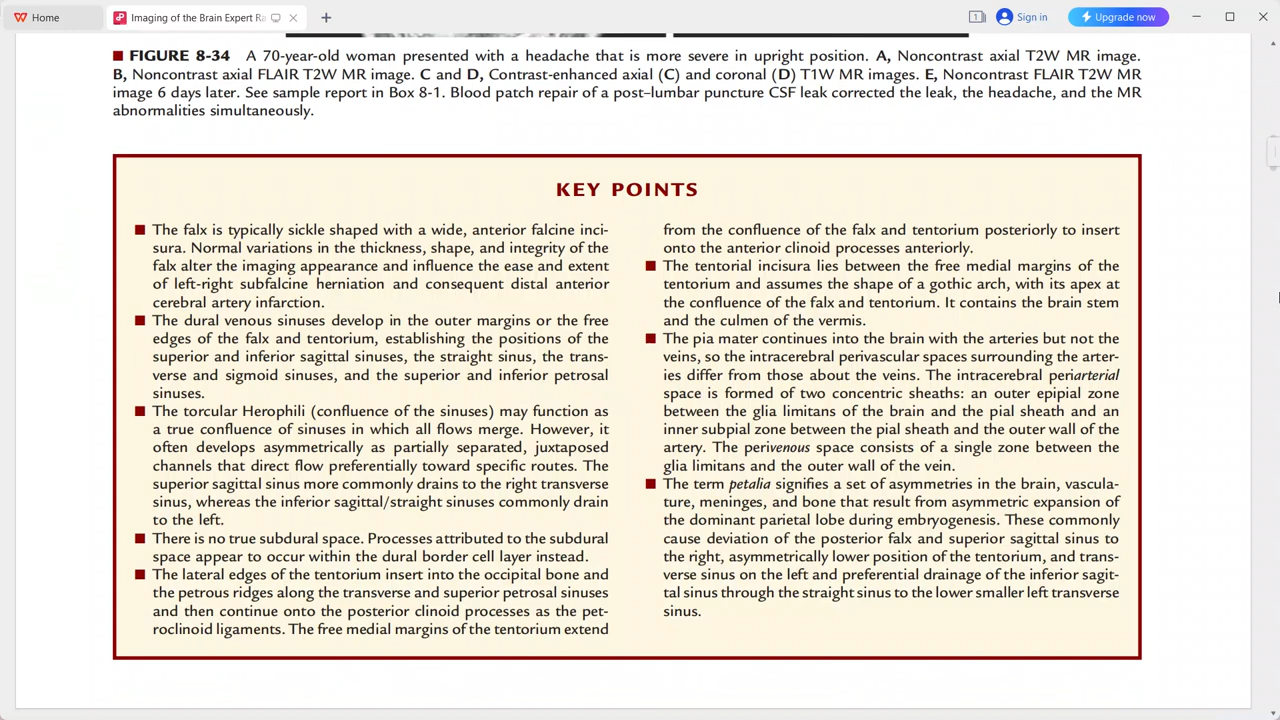 Home
Imaging of the Brain Expert Ra
Sign in
Upgrade now
■ FIGURE 8-34 A 70-year-old woman presented with a headache that is more severe in upright position. A, Noncontrast axial T2W MR image.
B, Noncontrast axial FLAIR T2W MR image. C and D, Contrast-enhanced axial (C) and coronal (D) T1W MR images. E, Noncontrast FLAIR T2W MR
image 6 days later. See sample report in Box 8-1. Blood patch repair of a post–lumbar puncture CSF leak corrected the leak, the headache, and the MR
abnormalities simultaneously.
KEY POINTS
■ The falx is typically sickle shaped with a wide, anterior falcine inci-
sura. Normal variations in the thickness, shape, and integrity of the
falx alter the imaging appearance and influence the ease and extent
of left-right subfalcine herniation and consequent distal anterior
cerebral artery infarction.
■ The dural venous sinuses develop in the outer margins or the free
edges of the falx and tentorium, establishing the positions of the
superior and inferior sagittal sinuses, the straight sinus, the trans-
verse and sigmoid sinuses, and the superior and inferior petrosal
sinuses.
■ The torcular Herophili (confluence of the sinuses) may function as
a true confluence of sinuses in which all flows merge. However, it
often develops asymmetrically as partially separated, juxtaposed
channels that direct flow preferentially toward specific routes. The
superior sagittal sinus more commonly drains to the right transverse
sinus, whereas the inferior sagittal/straight sinuses commonly drain
to the left.
■ There is no true subdural space. Processes attributed to the subdural
space appear to occur within the dural border cell layer instead.
■ The lateral edges of the tentorium insert into the occipital bone and
the petrous ridges along the transverse and superior petrosal sinuses
and then continue onto the posterior clinoid processes as the pet-
roclinoid ligaments. The free medial margins of the tentorium extend
from the confluence of the falx and tentorium posteriorly to insert
onto the anterior clinoid processes anteriorly.
■ The tentorial incisura lies between the free medial margins of the
tentorium and assumes the shape of a gothic arch, with its apex at
the confluence of the falx and tentorium. It contains the brain stem
and the culmen of the vermis.
■ The pia mater continues into the brain with the arteries but not the
veins, so the intracerebral perivascular spaces surrounding the arter-
ies differ from those about the veins. The intracerebral periarterial
space is formed of two concentric sheaths: an outer epipial zone
between the glia limitans of the brain and the pial sheath and an
inner subpial zone between the pial sheath and the outer wall of the
artery. The perivenous space consists of a single zone between the
glia limitans and the outer wall of the vein.
■ The term petalia signifies a set of asymmetries in the brain, vascula-
ture, meninges, and bone that result from asymmetric expansion of
the dominant parietal lobe during embryogenesis. These commonly
cause deviation of the posterior falx and superior sagittal sinus to
the right, asymmetrically lower position of the tentorium, and trans-
verse sinus on the left and preferential drainage of the inferior sagit-
tal sinus through the straight sinus to the lower smaller left transverse
sinus.